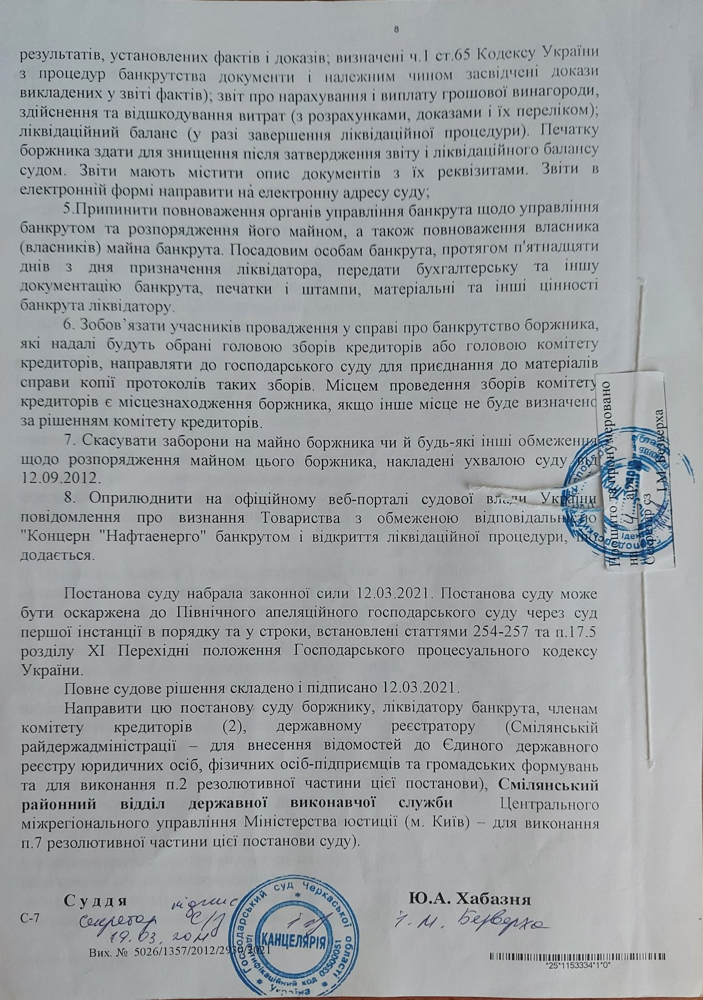 8
результатів, установлених фактів і доказів; визначені ч.1 ст.65 Кодексу України
з процедур банкрутства документи і належним чином засвідчені докази
викладених у звіті фактів); звіт про нарахування і виплату грошової винагороди,
здійснення та відшкодування витрат (з розрахунками, доказами і їх переліком);
ліквідаційний баланс (у разі завершення ліквідаційної процедури). Печатку
боржника здати для знищення після затвердження звіту і ліквідаційного балансу
судом. Звіти мають містити опис документів з їх реквізитами. Звіти в
електронній формі направити на електронну адресу суду;
5.Припинити повноваження органів управління банкрута щодо управління
банкрутом та розпорядження його майном, а також повноваження власника
(власників) майна банкрута. Посадовим особам банкрута, протягом п'ятнадцяти
днів з дня призначення ліквідатора, передати бухгалтерську та іншу
документацію банкрута, печатки і штампи, матеріальні та інші цінності
банкрута ліквідатору.
6. Зобов’язати учасників провадження у справі про банкрутство боржника,
які надалі будуть обрані головою зборів кредиторів або головою комітету
кредиторів, направляти до господарського суду для приєднання до матеріалів
справи копії протоколів таких зборів. Місцем проведення зборів комітету
кредиторів є місцезнаходження боржника, якщо інше місце не буде визначено
за рішенням комітету кредиторів.
7. Скасувати заборони на майно боржника чи й будь-які інші обмеження
щодо розпорядження майном цього боржника, накладені ухвалою суду від
12.09.2012.
8. Оприлюднити на офіційному веб-порталі судової влади України
повідомлення про визнання Товариства з обмеженою відповідальністю
"Концерн "Нафтаенерго" банкрутом і відкриття ліквідаційної процедури, що
додається.
Прошито та пронумеровано
на 4 арк
Секретар сз І.М. Безверха
Постанова суду набрала законної сили 12.03.2021. Постанова суду може
бути оскаржена до Північного апеляційного господарського суду через суд
першої інстанції в порядку та у строки, встановлені статтями 254-257 та п.17.5
розділу ХІ Перехідні положення Господарського процесуального кодексу
України.
Повне судове рішення складено і підписано 12.03.2021.
Направити цю постанову суду боржнику, ліквідатору банкрута, членам
комітету кредиторів (2), державному реєстратору (Смілянській
райдержадміністрації – для внесення відомостей до Єдиного державного
реєстру юридичних осіб, фізичних осіб-підприємців та громадських формувань
та для виконання п.2 резолютивної частини цієї постанови), Смілянський
районний відділ державної виконавчої служби Центрального
міжрегіонального управління Міністерства юстиції (м. Київ) – для виконання
п.7 резолютивної частини цієї постанови суду).
Суддя підпис Ю.А. Хабазня
С-7 секретар с/з І.М. Безверха
19.03.2021
Вих. № 5026/1357/2012/2930/2021
Господарський суд Черкаської області
Ідентифікаційний код 03500051
КАНЦЕЛЯРІЯ
Україна
*25*1153334*1*0*